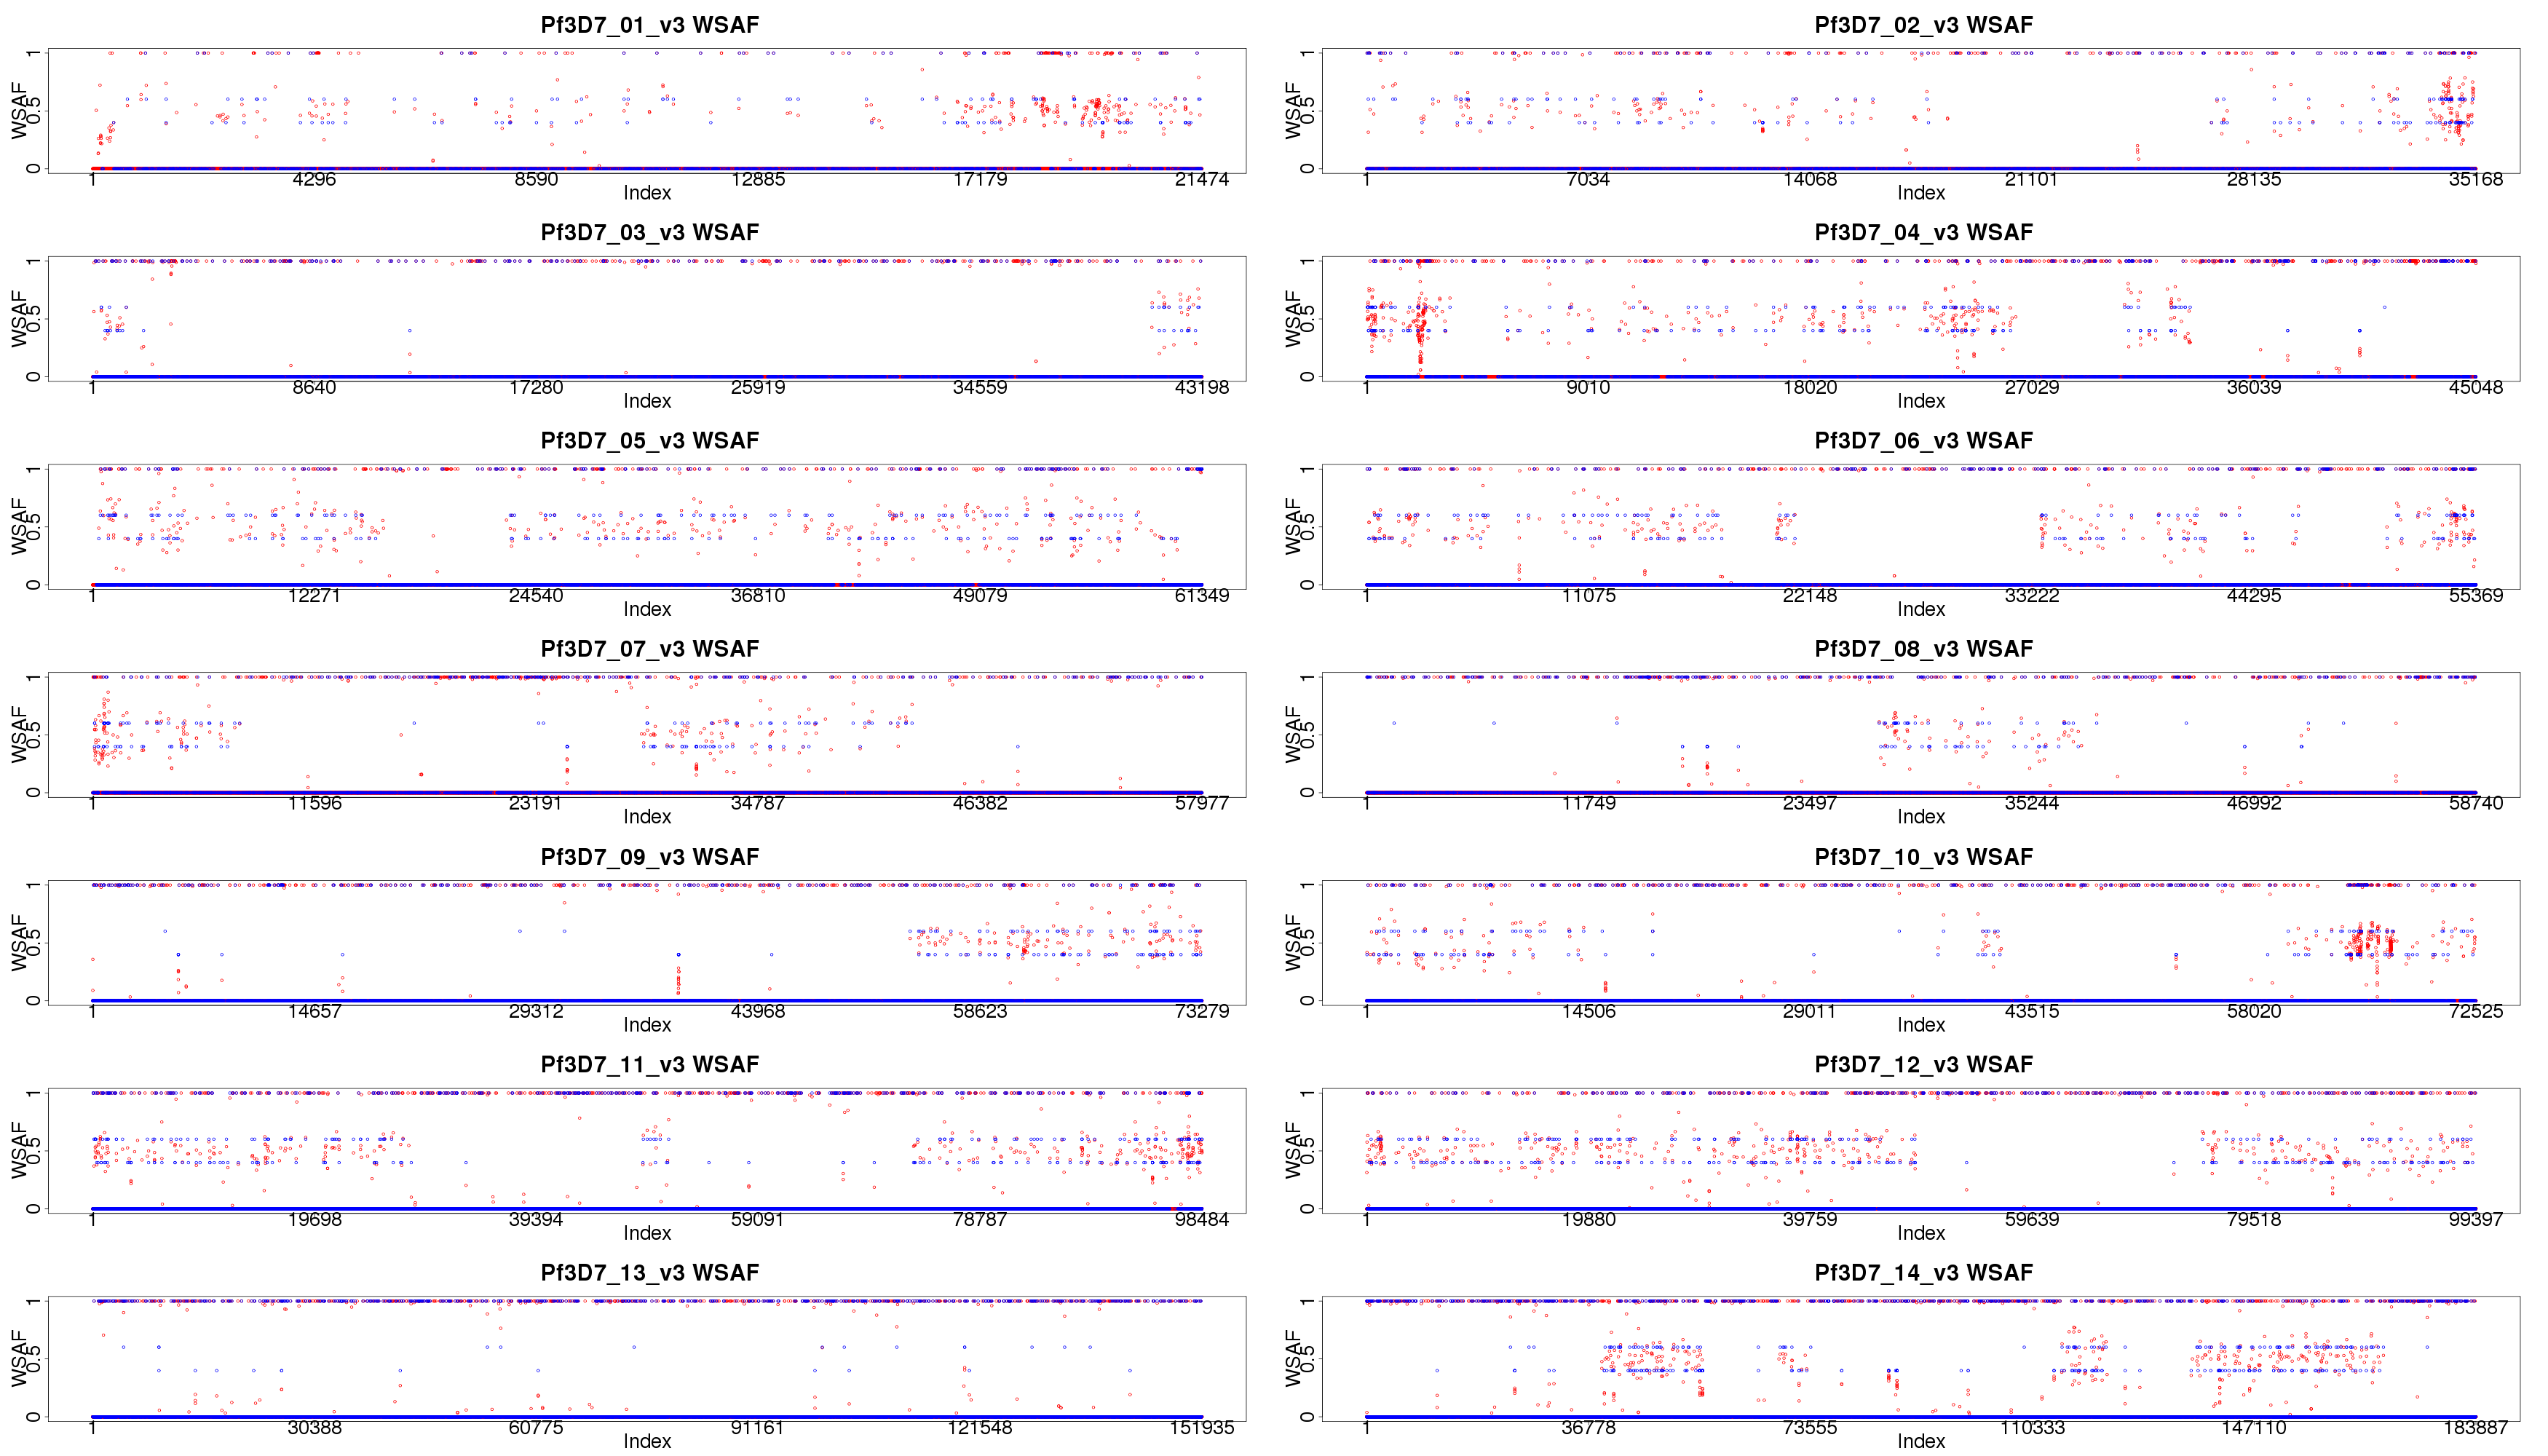 Pf3D7_01_v3 WSAF
WSAF
0 0.5 1
1 4296 8590 12885 17179 21474
Index
Pf3D7_02_v3 WSAF
WSAF
0 0.5 1
1 7034 14068 21101 28135 35168
Index
Pf3D7_03_v3 WSAF
WSAF
0 0.5 1
1 8640 17280 25919 34559 43198
Index
Pf3D7_04_v3 WSAF
WSAF
0 0.5 1
1 9010 18020 27029 36039 45048
Index
Pf3D7_05_v3 WSAF
WSAF
0 0.5 1
1 12271 24540 36810 49079 61349
Index
Pf3D7_06_v3 WSAF
WSAF
0 0.5 1
1 11075 22148 33222 44295 55369
Index
Pf3D7_07_v3 WSAF
WSAF
0 0.5 1
1 11596 23191 34787 46382 57977
Index
Pf3D7_08_v3 WSAF
WSAF
0 0.5 1
1 11749 23497 35244 46992 58740
Index
Pf3D7_09_v3 WSAF
WSAF
0 0.5 1
1 14657 29312 43968 58623 73279
Index
Pf3D7_10_v3 WSAF
WSAF
0 0.5 1
1 14506 29011 43515 58020 72525
Index
Pf3D7_11_v3 WSAF
WSAF
0 0.5 1
1 19698 39394 59091 78787 98484
Index
Pf3D7_12_v3 WSAF
WSAF
0 0.5 1
1 19880 39759 59639 79518 99397
Index
Pf3D7_13_v3 WSAF
WSAF
0 0.5 1
1 30388 60775 91161 121548 151935
Index
Pf3D7_14_v3 WSAF
WSAF
0 0.5 1
1 36778 73555 110333 147110 183887
Index